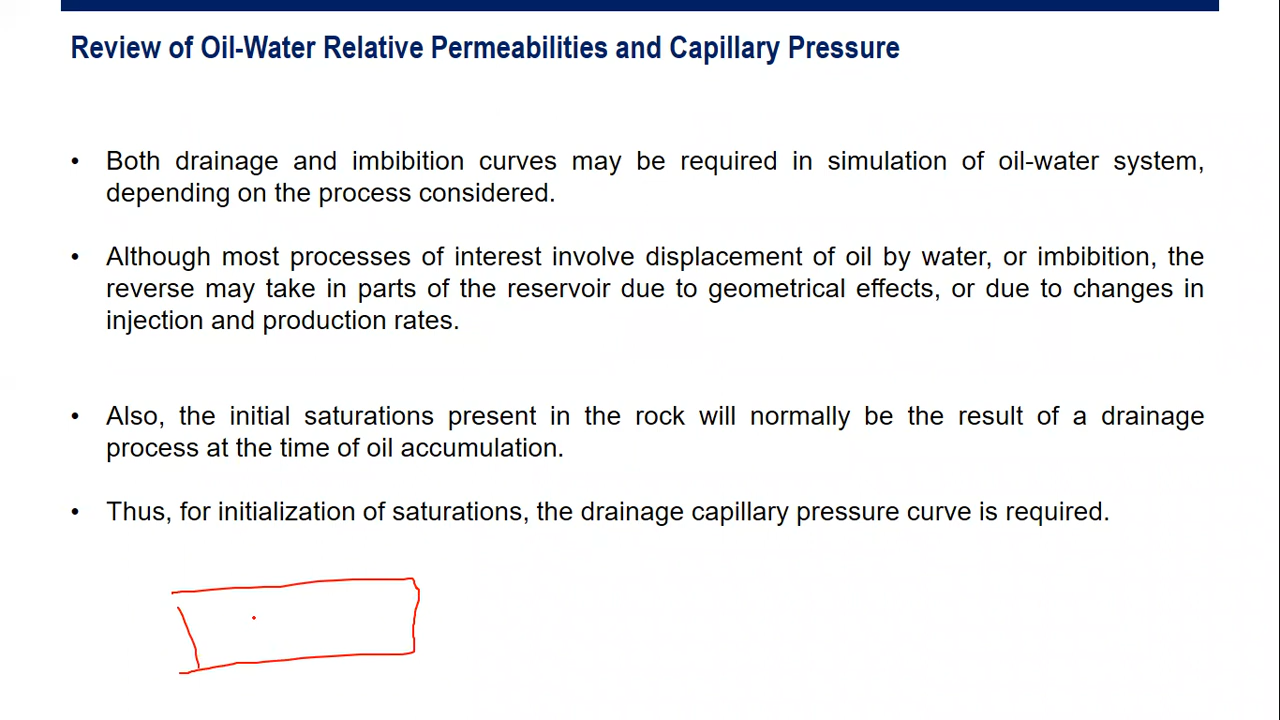 Review of Oil-Water Relative Permeabilities and Capillary Pressure
• Both drainage and imbibition curves may be required in simulation of oil-water system,
depending on the process considered.
• Although most processes of interest involve displacement of oil by water, or imbibition, the
reverse may take in parts of the reservoir due to geometrical effects, or due to changes in
injection and production rates.
• Also, the initial saturations present in the rock will normally be the result of a drainage
process at the time of oil accumulation.
• Thus, for initialization of saturations, the drainage capillary pressure curve is required.